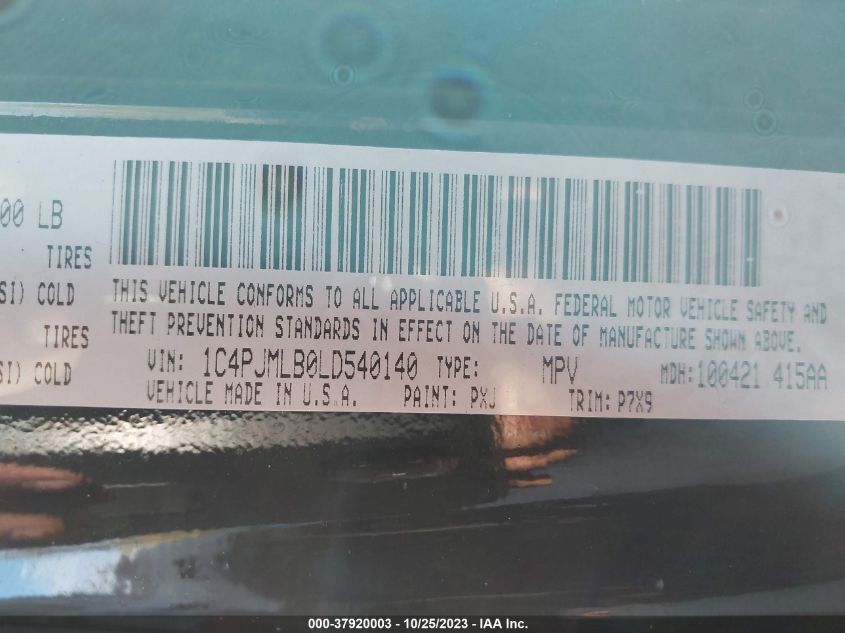 00 LB
TIRES
SI) COLD
TIRES
SI) COLD
THIS VEHICLE CONFORMS TO ALL APPLICABLE U.S.A. FEDERAL MOTOR VEHICLE SAFETY AND
THEFT PREVENTION STANDARDS IN EFFECT ON THE DATE OF MANUFACTURE SHOWN ABOVE.
VIN: 1C4PJMLB0LD540140 TYPE: MPV MDH:100421 415AA
VEHICLE MADE IN U.S.A. PAINT: PXJ TRIM: P7X9
000-37920003 - 10/25/2023 - IAA Inc.